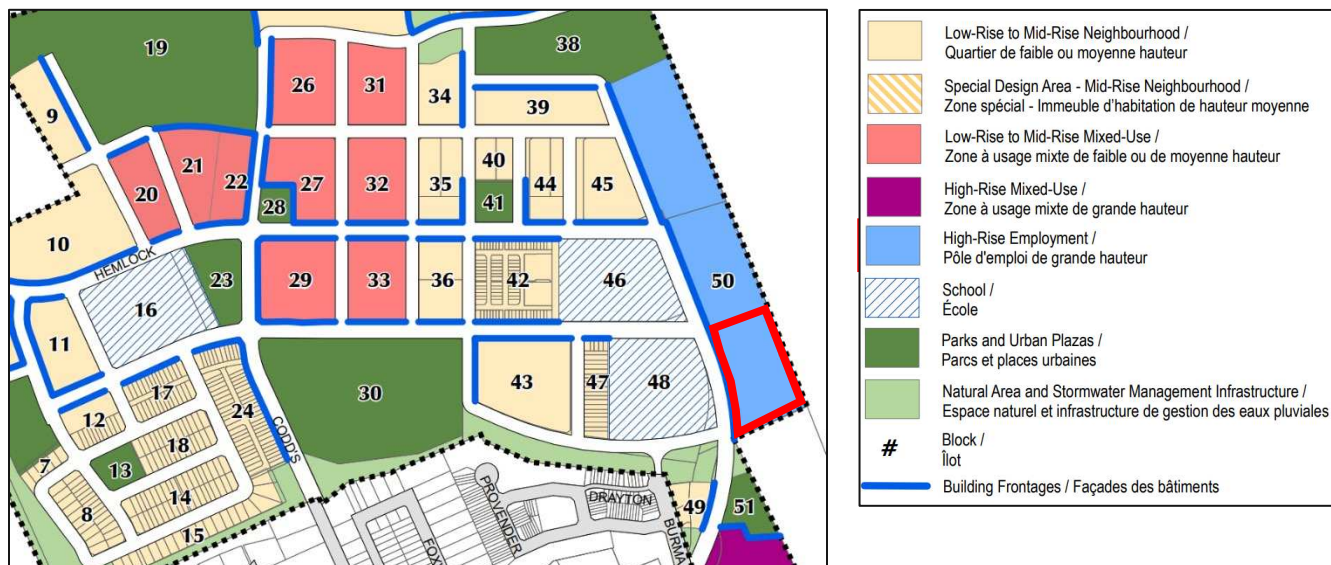 19
38
26
31
34
39
9
21
22
20
27
32
35
40
41
44
45
28
10
HEMLOCK
23
16
29
33
36
42
46
50
11
30
43
47
48
17
12
24
CODD'S
18
13
7
14
8
15
PROVENDER
DRAYTON
FOX
BURMA
49
51
Low-Rise to Mid-Rise Neighbourhood /
Quartier de faible ou moyenne hauteur
Special Design Area - Mid-Rise Neighbourhood /
Zone spécial - Immeuble d'habitation de hauteur moyenne
Low-Rise to Mid-Rise Mixed-Use /
Zone à usage mixte de faible ou de moyenne hauteur
High-Rise Mixed-Use /
Zone à usage mixte de grande hauteur
High-Rise Employment /
Pôle d'emploi de grande hauteur
School /
École
Parks and Urban Plazas /
Parcs et places urbaines
Natural Area and Stormwater Management Infrastructure /
Espace naturel et infrastructure de gestion des eaux pluviales
# Block /
Îlot
Building Frontages / Façades des bâtiments